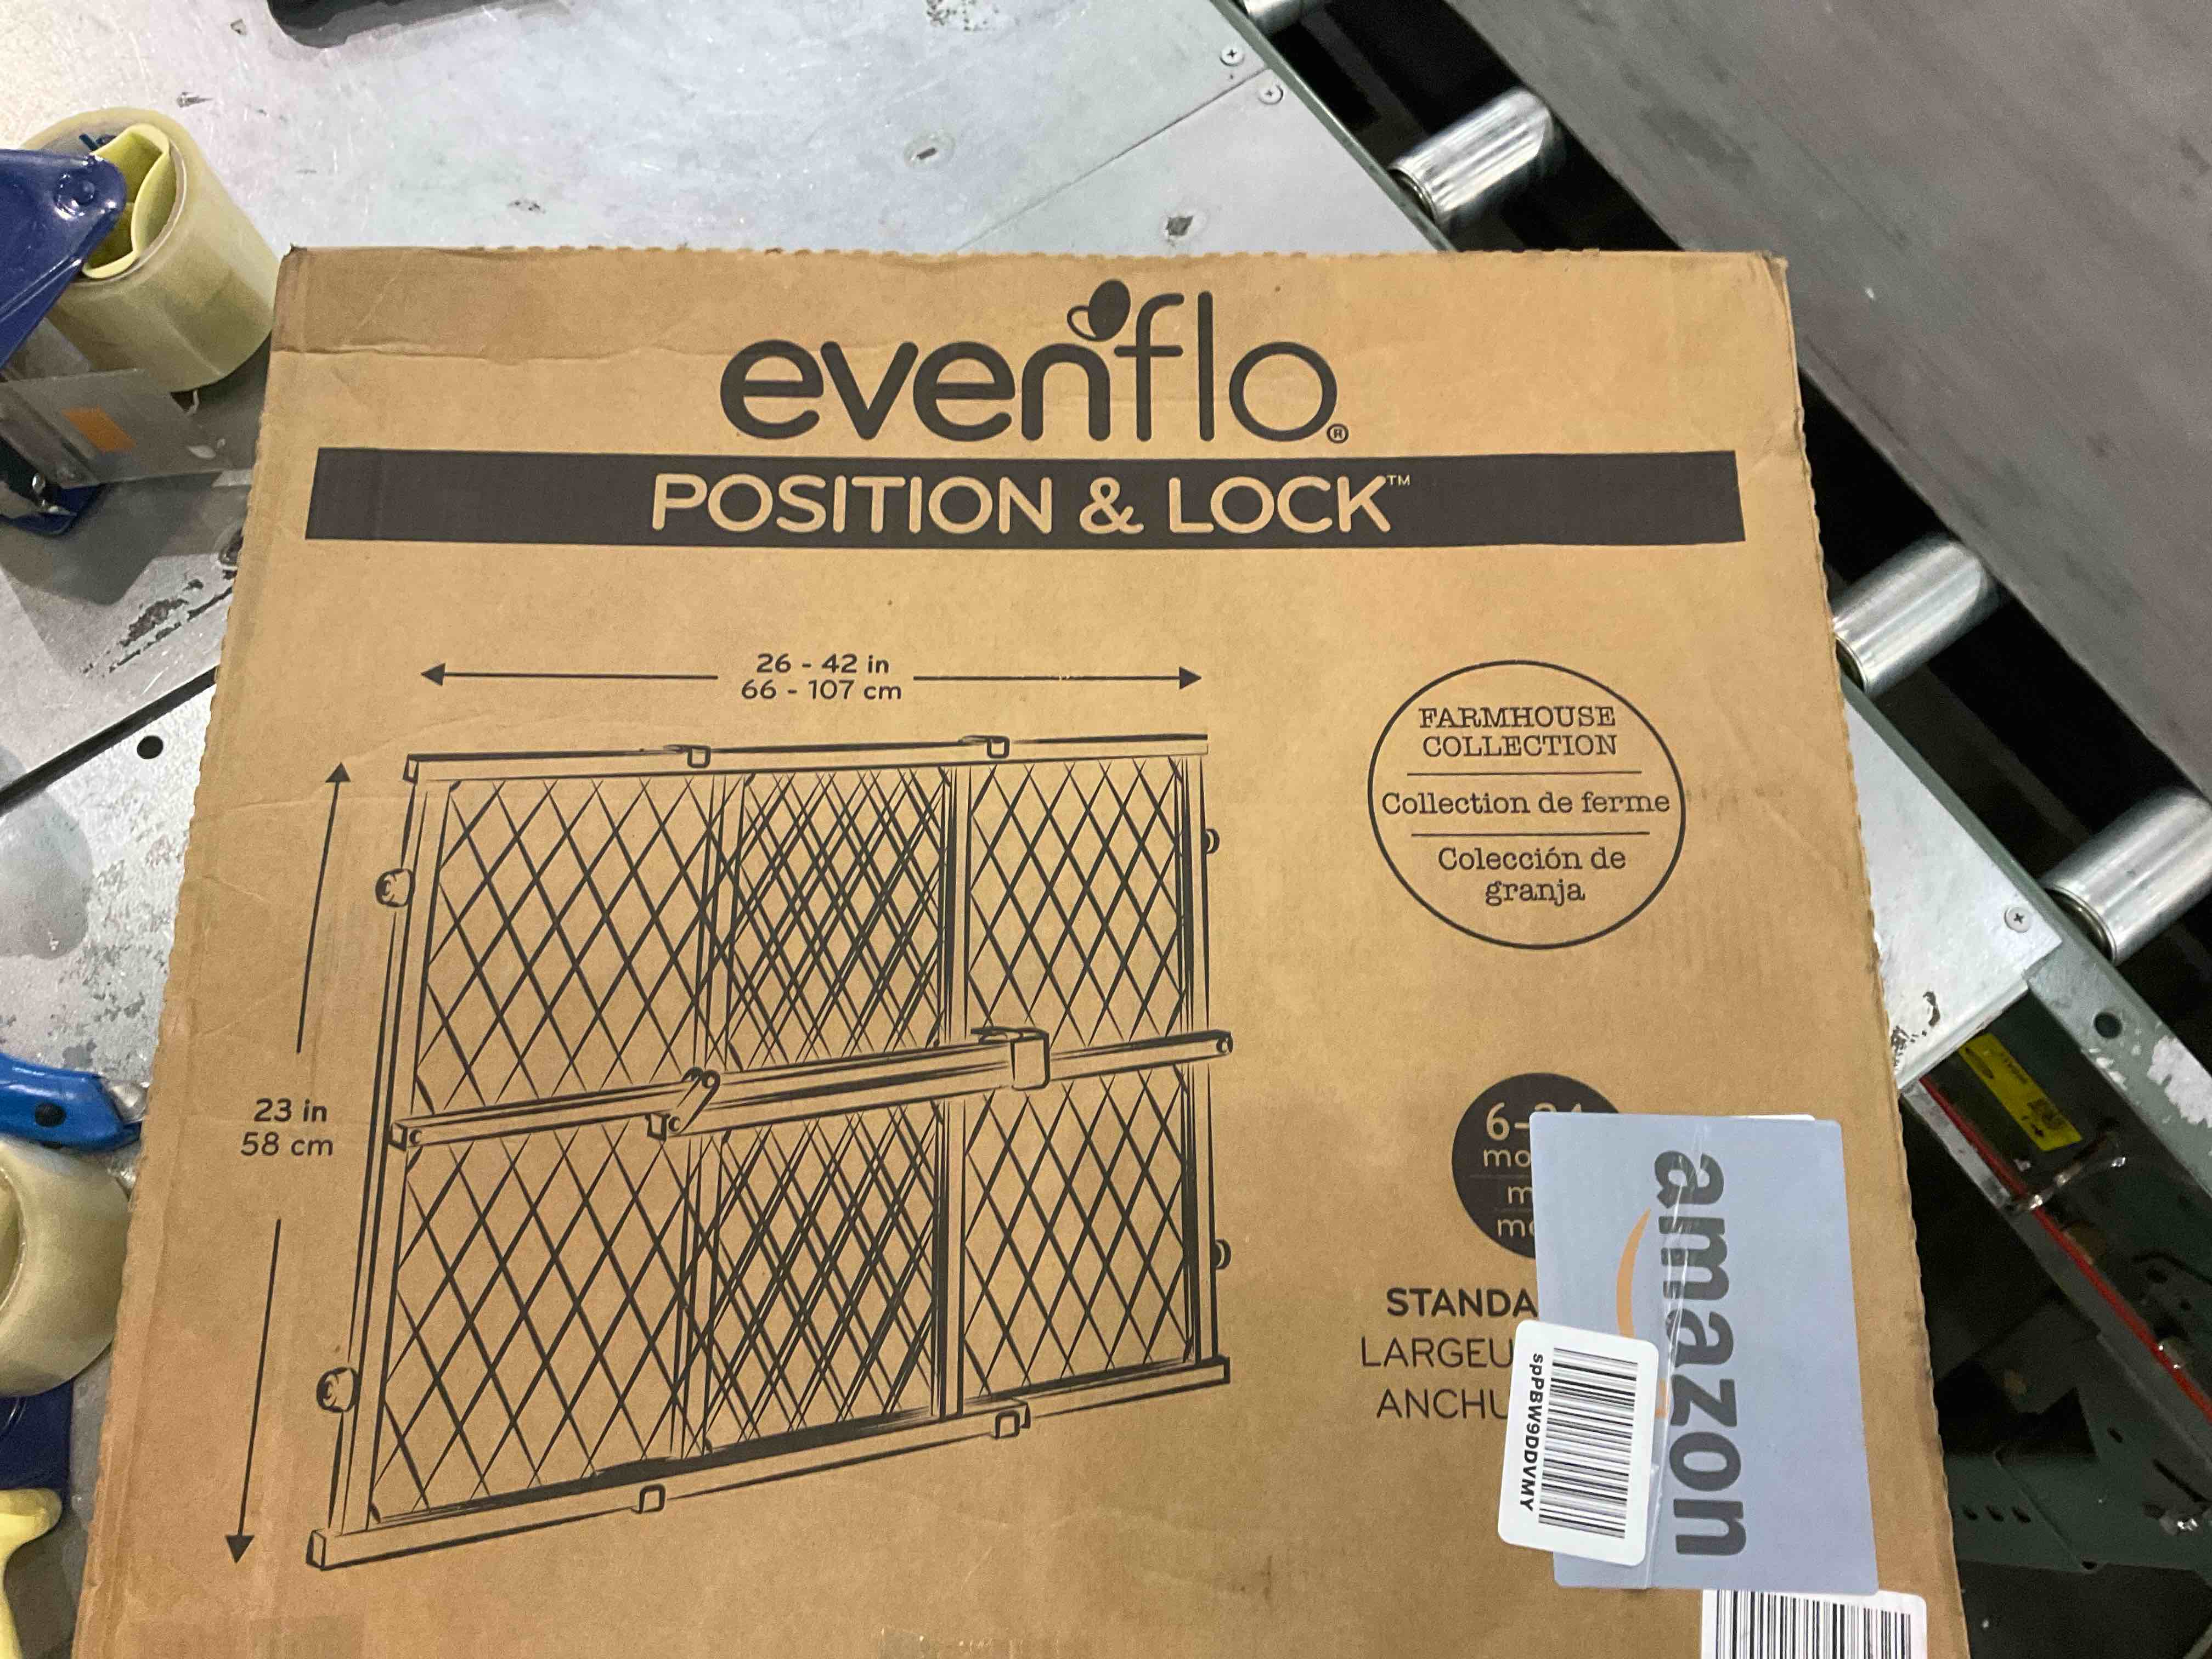 evenflo®
POSITION & LOCK™
26 - 42 in
66 - 107 cm
FARMHOUSE
COLLECTION
Collection de ferme
Colección de
granja
23 in
58 cm
amazon
spPBW9DDVMY